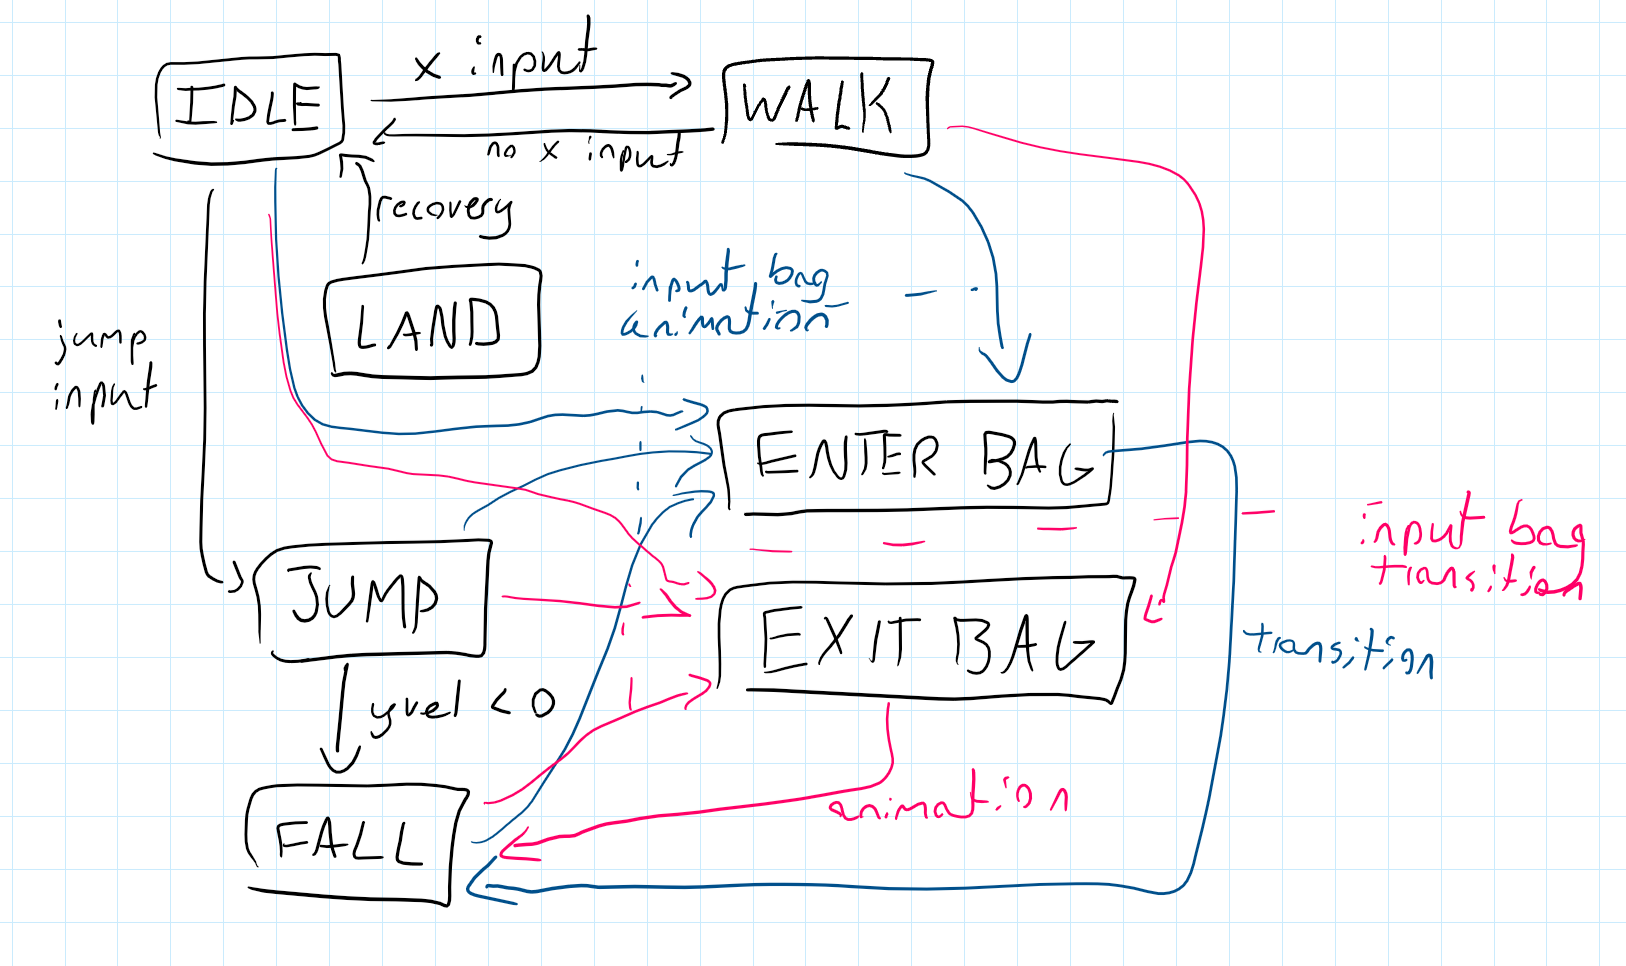 x input
IDLE
WALK
no x input
recovery
LAND
jump
input
input, bag
animation
ENTER BAG
input bag
transition
JUMP
EXIT BAG
transition
yvel < 0
animation
FALL